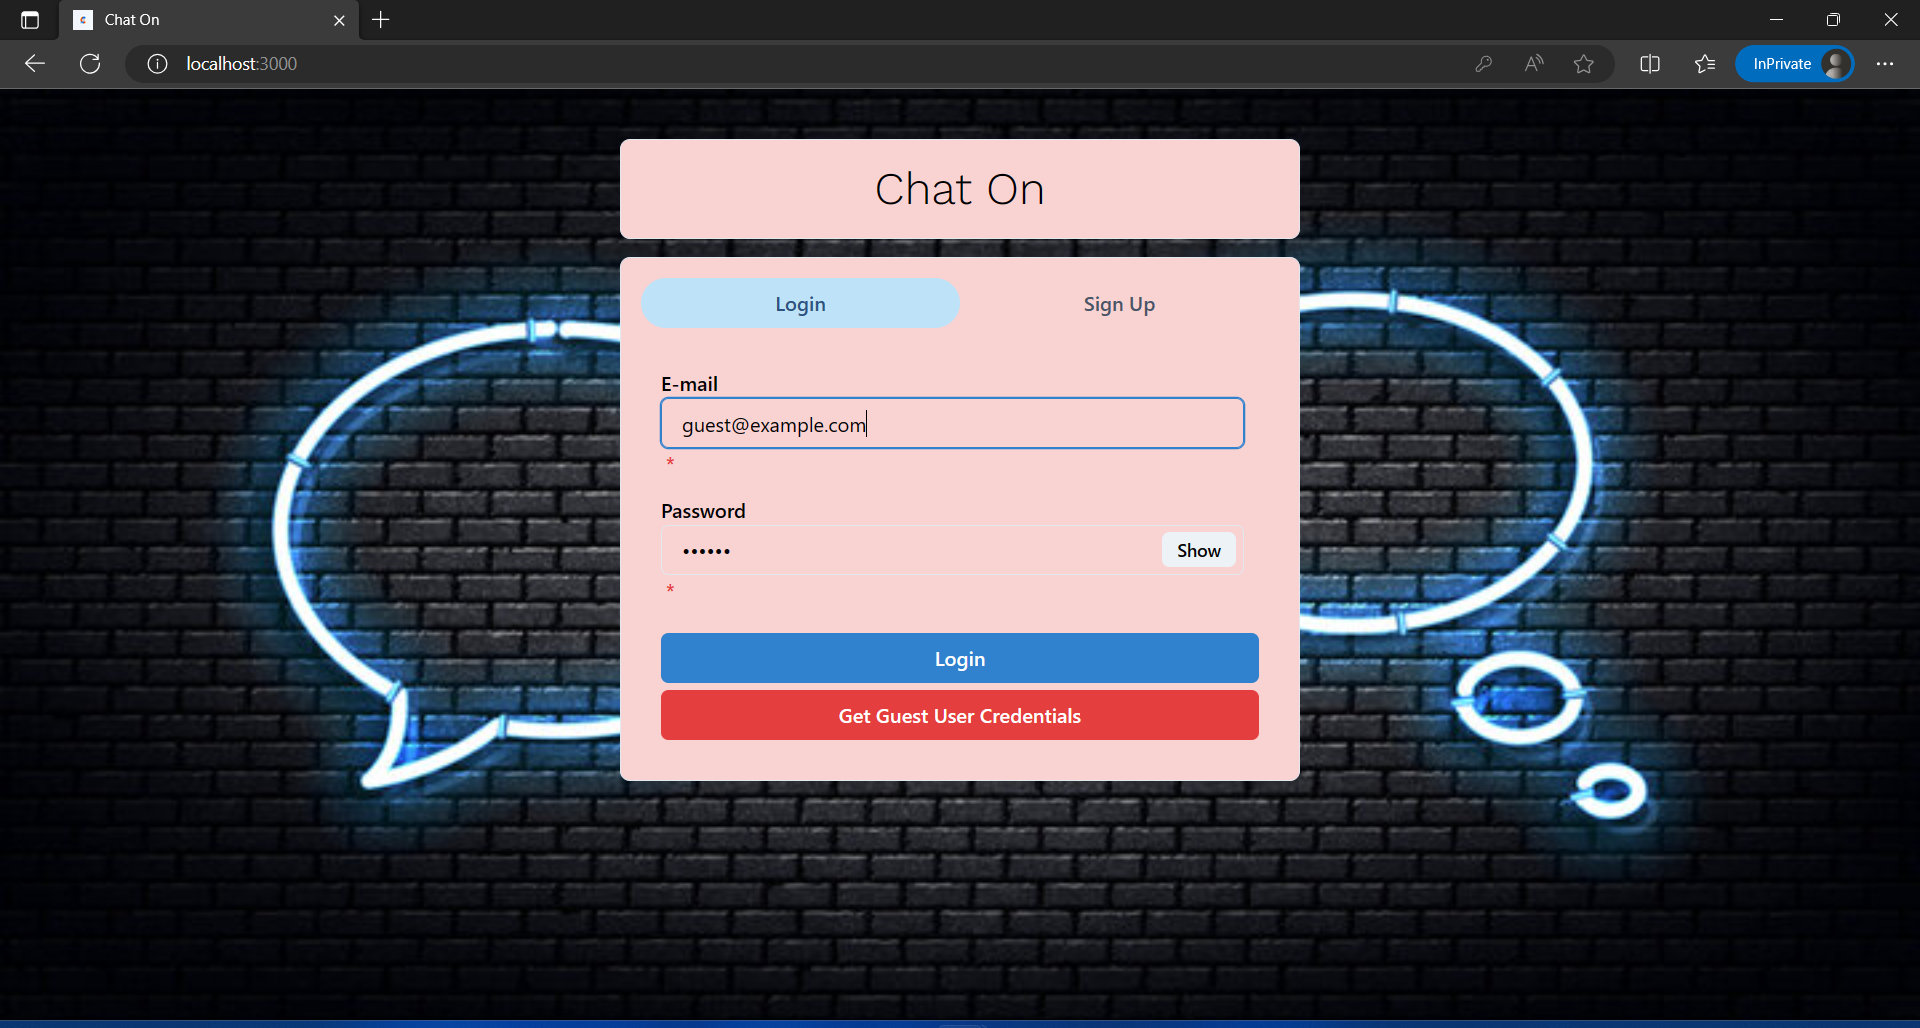 Chat On
localhost:3000
InPrivate
Chat On
Login
Sign Up
E-mail
guest@example.com
*
Password
••••••
Show
*
Login
Get Guest User Credentials